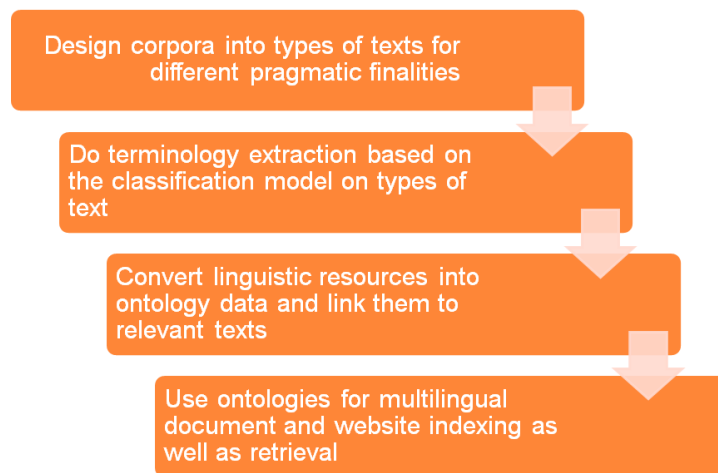 Design corpora into types of texts for
different pragmatic finalities
Do terminology extraction based on
the classification model on types of
text
Convert linguistic resources into
ontology data and link them to
relevant texts
Use ontologies for multilingual
document and website indexing as
well as retrieval